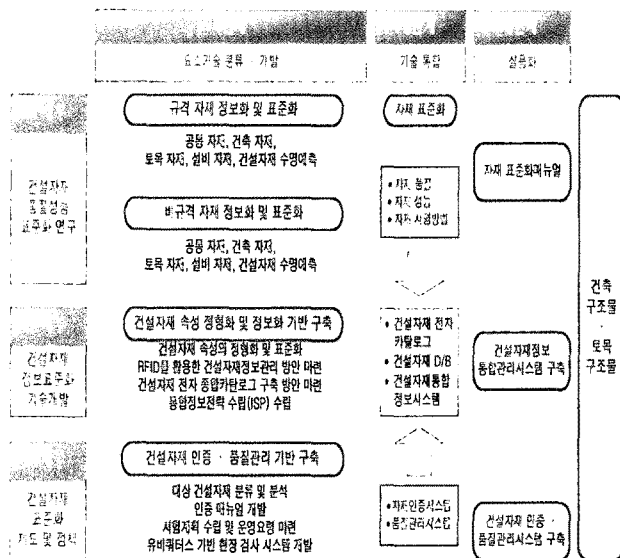 요소기술 분류 · 개발
기술 통합
실용화
건설자재
품질성능
표준화 연구
규격 자재 정보화 및 표준화
공통 자재, 건축 자재,
토목 자재, 설비 자재, 건설자재 수명예측
비규격 자재 정보화 및 표준화
공통 자재, 건축 자재,
토목 자재, 설비 자재, 건설자재 수명예측
자재 표준화
• 자재 품질
• 자재 성능
• 자재 시험방법
자재 표준화매뉴얼
건설자재
정보표준화
기술개발
건설자재 속성 정형화 및 정보화 기반 구축
건설자재 속성의 정형화 및 표준화
RFID를 활용한 건설자재정보관리 방안 마련
건설자재 전자 종합카탈로그 구축 방안 마련
통합정보전략 수립(ISP) 수립
• 건설자재 전자
카탈로그
• 건설자재 D/B
• 건설자재통합
정보시스템
건설자재정보
통합관리시스템 구축
건설자재
표준화
제도 및 정책
건설자재 인증 · 품질관리 기반 구축
대상 건설자재 분류 및 분석
인증 매뉴얼 개발
시험계획 수립 및 운영요령 마련
유비쿼터스 기반 현장 검사 시스템 개발
• 자재인증시스템
• 품질관리시스템
건설자재 인증 ·
품질관리시스템 구축
건축
구조물
·
토목
구조물